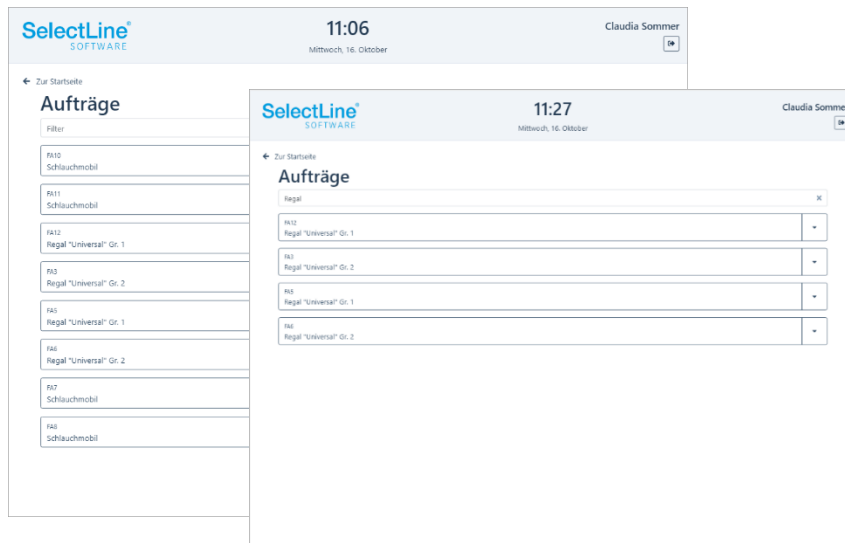 SelectLine®
SOFTWARE
11:06
Mittwoch, 16. Oktober
Claudia Sommer
Zur Startseite
Aufträge
Filter
FA10
Schlauchmobil
FA11
Schlauchmobil
FA12
Regal "Universal" Gr. 1
FA3
Regal "Universal" Gr. 2
FA5
Regal "Universal" Gr. 1
FA6
Regal "Universal" Gr. 2
FA7
Schlauchmobil
FA8
Schlauchmobil
SelectLine®
SOFTWARE
11:27
Mittwoch, 16. Oktober
Claudia Somme
Zur Startseite
Aufträge
Regal
FA12
Regal "Universal" Gr. 1
FA3
Regal "Universal" Gr. 2
FA5
Regal "Universal" Gr. 1
FA6
Regal "Universal" Gr. 2